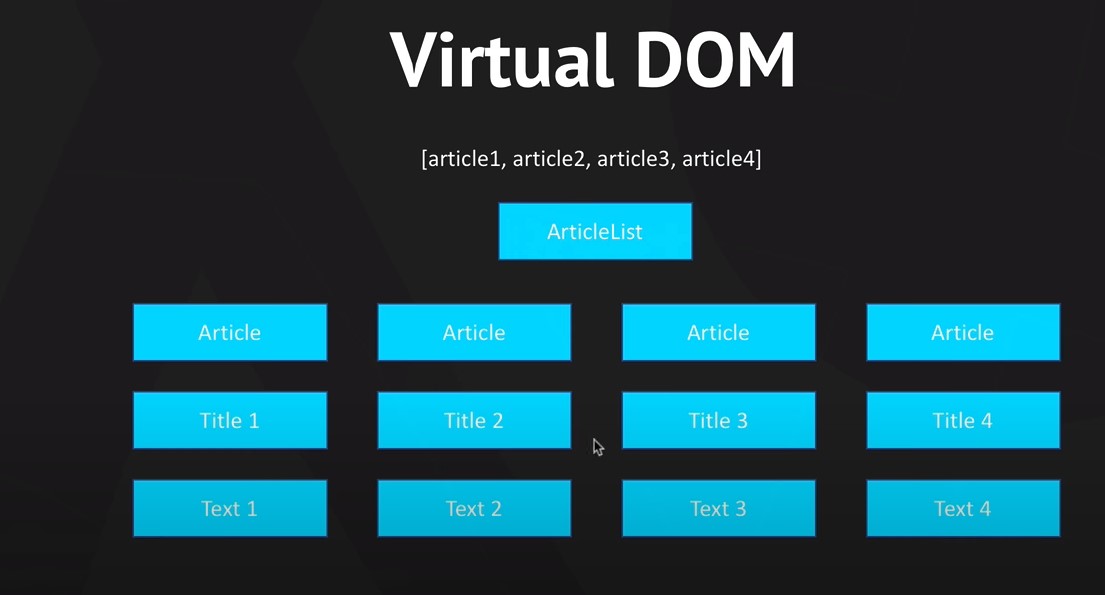 Virtual DOM
[article1, article2, article3, article4]
ArticleList
Article Article Article Article
Title 1 Title 2 Title 3 Title 4
Text 1 Text 2 Text 3 Text 4